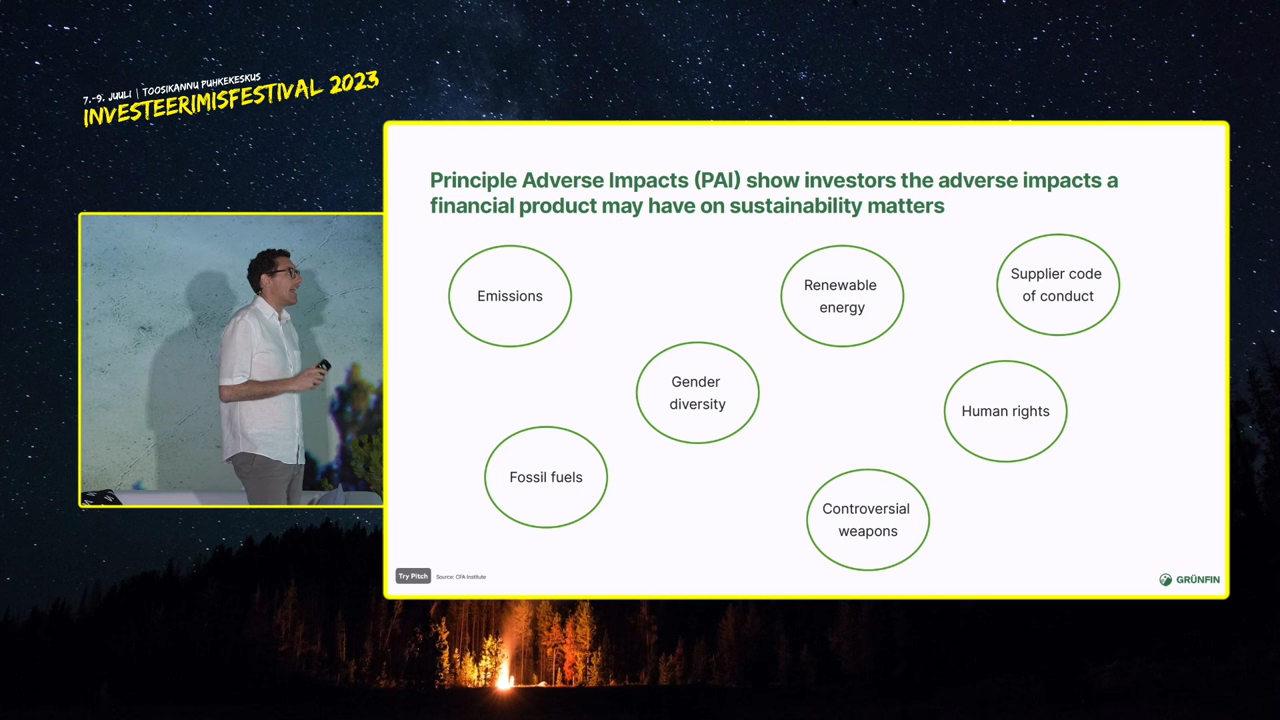 7.-9. JUULI | TOOSIKANNU PUHKEKESKUS
INVESTEERIMISFESTIVAL 2023
Principle Adverse Impacts (PAI) show investors the adverse impacts a
financial product may have on sustainability matters
Emissions
Renewable
energy
Supplier code
of conduct
Gender
diversity
Human rights
Fossil fuels
Controversial
weapons
Try Pitch
Source: CFA Institute
GRÜNFIN